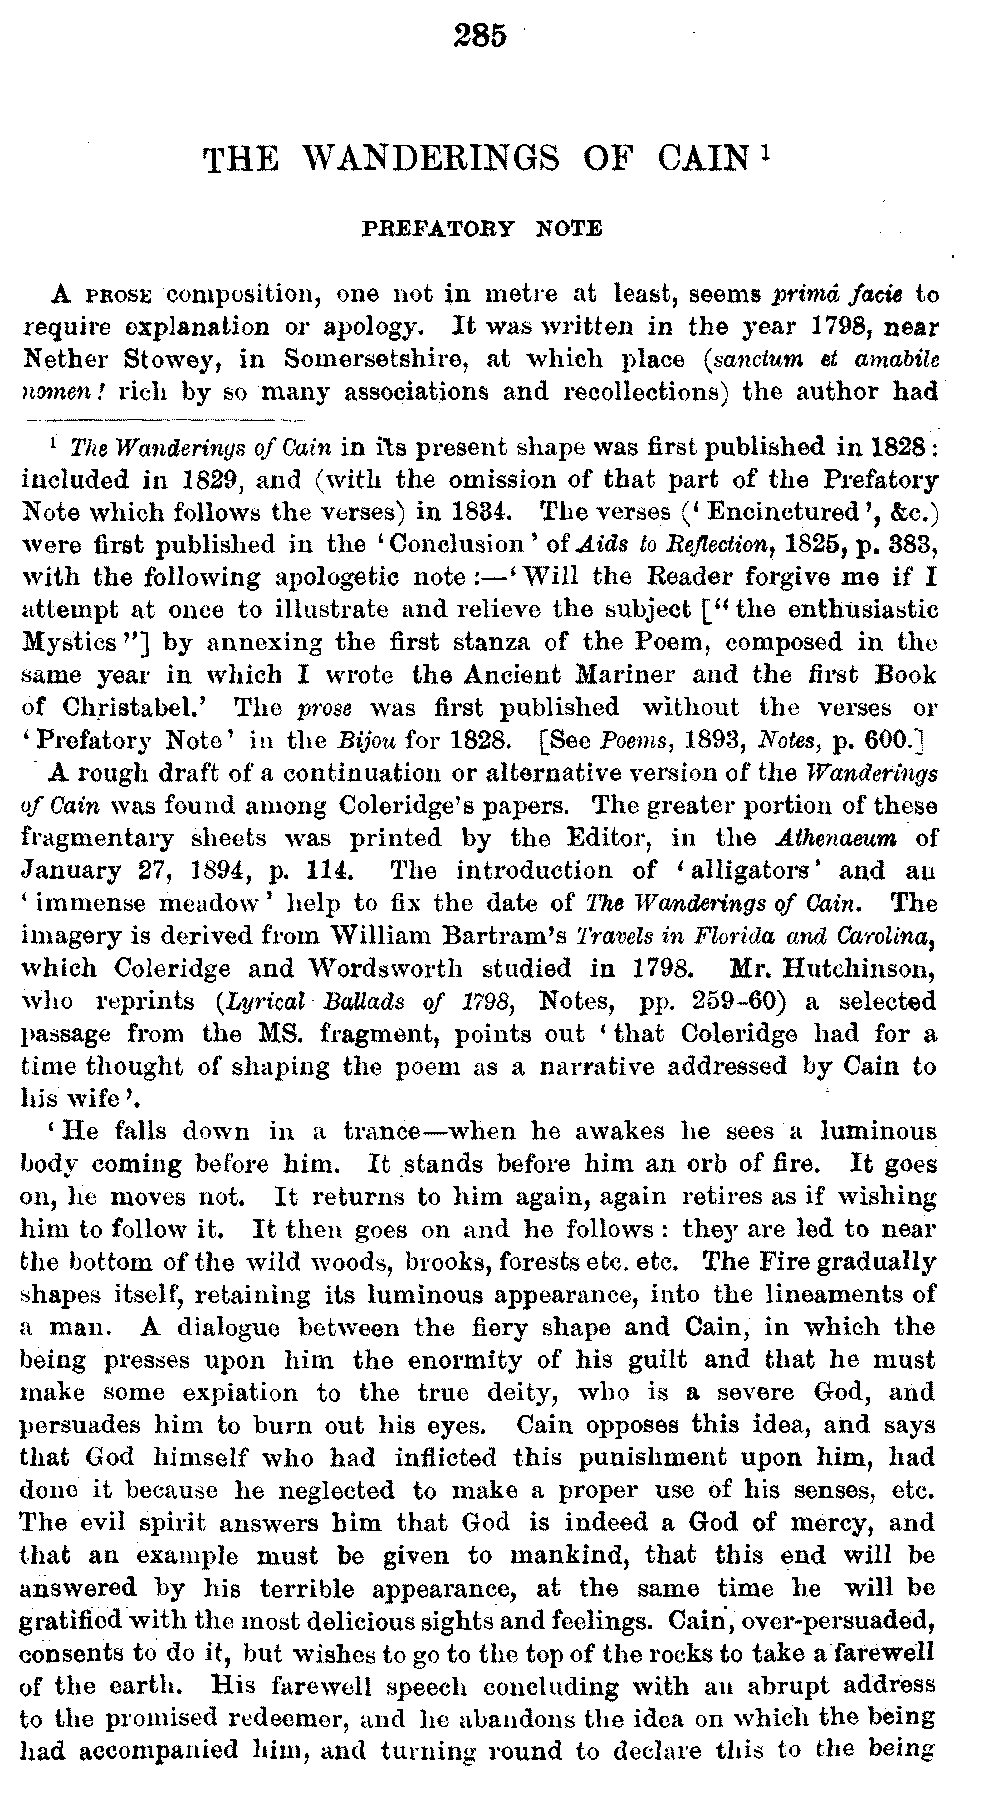 285
THE WANDERINGS OF CAIN ¹
PREFATORY NOTE
A PROSE composition, one not in metre at least, seems primâ facie to
require explanation or apology. It was written in the year 1798, near
Nether Stowey, in Somersetshire, at which place (sanctum et amabile
nomen! rich by so many associations and recollections) the author had
¹ The Wanderings of Cain in its present shape was first published in 1828:
included in 1829, and (with the omission of that part of the Prefatory
Note which follows the verses) in 1834. The verses (‘Encinctured’, &c.)
were first published in the ‘Conclusion’ of Aids to Reflection, 1825, p. 383,
with the following apologetic note:—‘Will the Reader forgive me if I
attempt at once to illustrate and relieve the subject [“the enthusiastic
Mystics”] by annexing the first stanza of the Poem, composed in the
same year in which I wrote the Ancient Mariner and the first Book
of Christabel.’ The prose was first published without the verses or
‘Prefatory Note’ in the Bijou for 1828. [See Poems, 1893, Notes, p. 600.]
A rough draft of a continuation or alternative version of the Wanderings
of Cain was found among Coleridge’s papers. The greater portion of these
fragmentary sheets was printed by the Editor, in the Athenaeum of
January 27, 1894, p. 114. The introduction of ‘alligators’ and an
‘immense meadow’ help to fix the date of The Wanderings of Cain. The
imagery is derived from William Bartram’s Travels in Florida and Carolina,
which Coleridge and Wordsworth studied in 1798. Mr. Hutchinson,
who reprints (Lyrical Ballads of 1798, Notes, pp. 259–60) a selected
passage from the MS. fragment, points out ‘that Coleridge had for a
time thought of shaping the poem as a narrative addressed by Cain to
his wife’.
‘He falls down in a trance—when he awakes he sees a luminous
body coming before him. It stands before him an orb of fire. It goes
on, he moves not. It returns to him again, again retires as if wishing
him to follow it. It then goes on and he follows: they are led to near
the bottom of the wild woods, brooks, forests etc. etc. The Fire gradually
shapes itself, retaining its luminous appearance, into the lineaments of
a man. A dialogue between the fiery shape and Cain, in which the
being presses upon him the enormity of his guilt and that he must
make some expiation to the true deity, who is a severe God, and
persuades him to burn out his eyes. Cain opposes this idea, and says
that God himself who had inflicted this punishment upon him, had
done it because he neglected to make a proper use of his senses, etc.
The evil spirit answers him that God is indeed a God of mercy, and
that an example must be given to mankind, that this end will be
answered by his terrible appearance, at the same time he will be
gratified with the most delicious sights and feelings. Cain, over-persuaded,
consents to do it, but wishes to go to the top of the rocks to take a farewell
of the earth. His farewell speech concluding with an abrupt address
to the promised redeemer, and he abandons the idea on which the being
had accompanied him, and turning round to declare this to the being